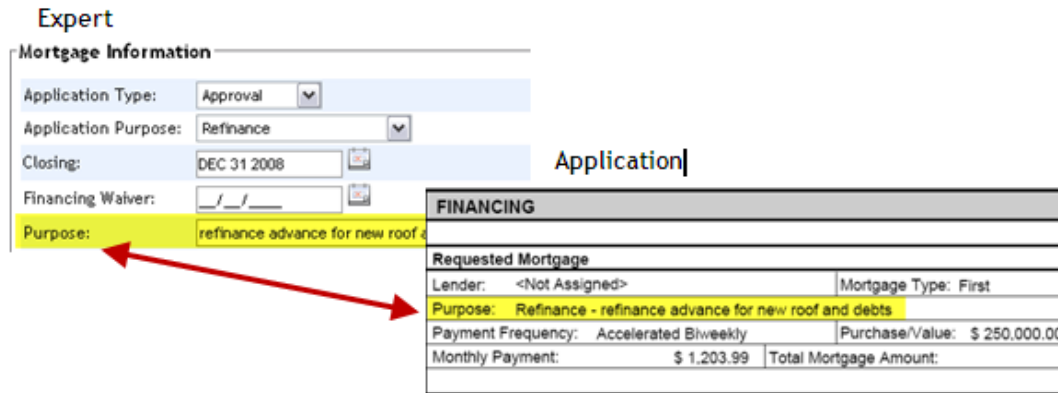 Expert
Mortgage Information
Application Type: Approval
Application Purpose: Refinance
Closing: DEC 31 2008
Financing Waiver: __/__/____
Purpose: refinance advance for new roof a
Application
FINANCING
Requested Mortgage
Lender: <Not Assigned> Mortgage Type: First
Purpose: Refinance - refinance advance for new roof and debts
Payment Frequency: Accelerated Biweekly Purchase/Value: $ 250,000.00
Monthly Payment: $ 1,203.99 Total Mortgage Amount: